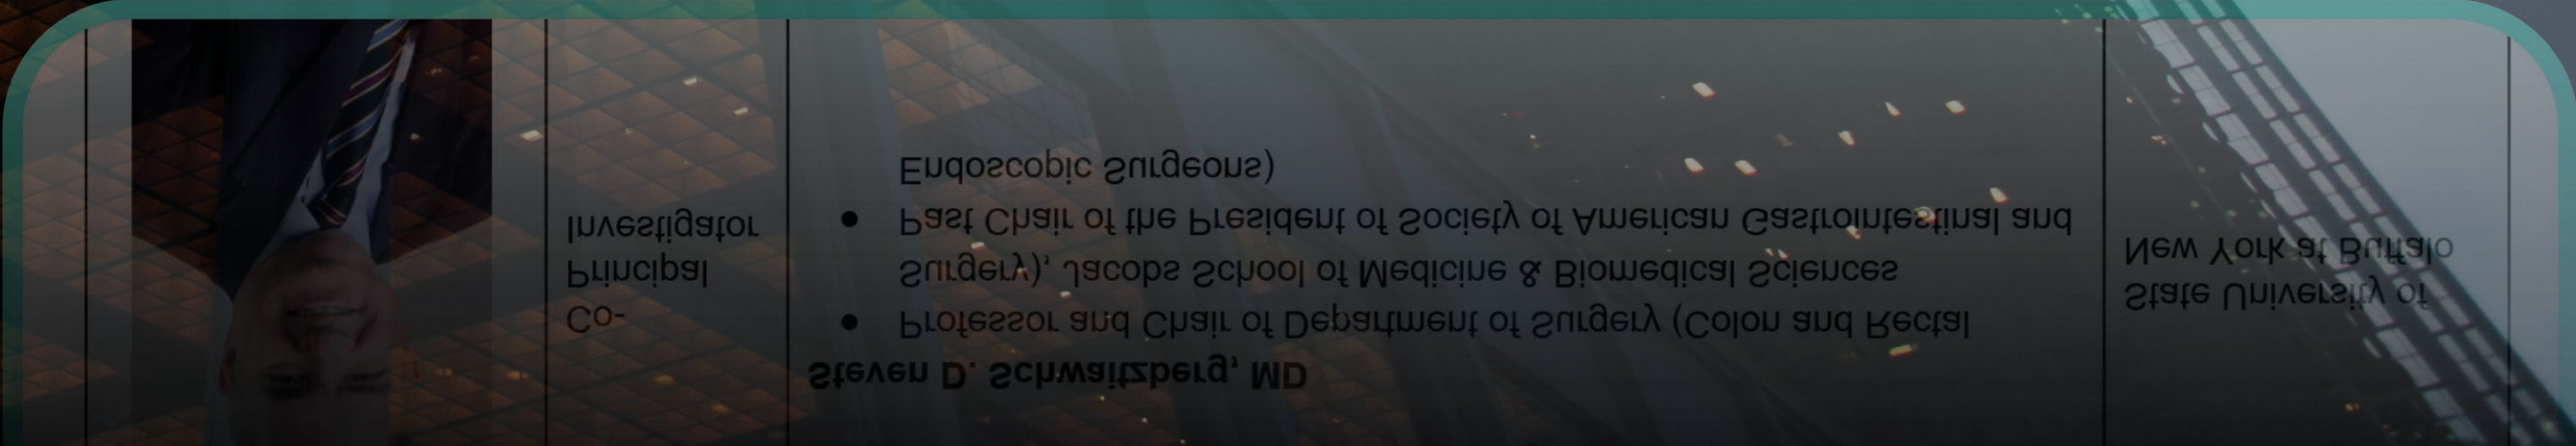 Co-
Principal
Investigator
Steven D. Schwaitzberg, MD
● Professor and Chair of Department of Surgery (Colon and Rectal
Surgery), Jacobs School of Medicine & Biomedical Sciences
● Past Chair of the President of Society of American Gastrointestinal and
Endoscopic Surgeons)
State University of
New York at Buffalo